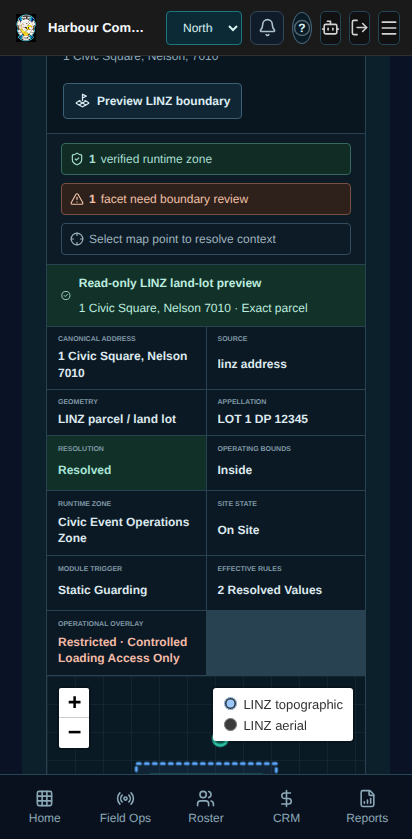 Harbour Com...
North
?
1 Civic Square, Nelson, 7010
Preview LINZ boundary
1 verified runtime zone
1 facet need boundary review
Select map point to resolve context
Read-only LINZ land-lot preview
1 Civic Square, Nelson 7010 · Exact parcel
CANONICAL ADDRESS
1 Civic Square, Nelson
7010
SOURCE
linz address
GEOMETRY
LINZ parcel / land lot
APPELLATION
LOT 1 DP 12345
RESOLUTION
Resolved
OPERATING BOUNDS
Inside
RUNTIME ZONE
Civic Event Operations
Zone
SITE STATE
On Site
MODULE TRIGGER
Static Guarding
EFFECTIVE RULES
2 Resolved Values
OPERATIONAL OVERLAY
Restricted · Controlled
Loading Access Only
+
−
LINZ topographic
LINZ aerial
Home
Field Ops
Roster
CRM
Reports